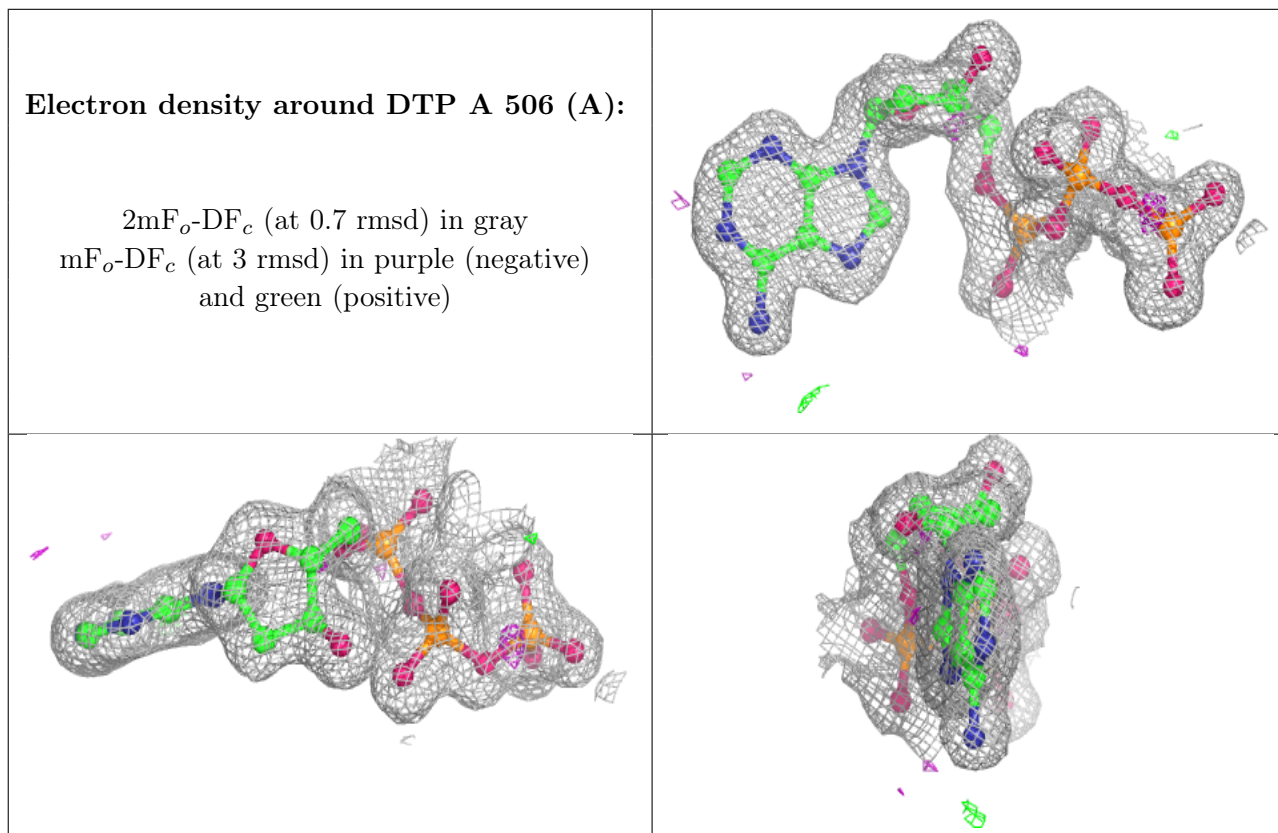 Electron density around DTP A 506 (A):
2mFₒ-DF𝒸 (at 0.7 rmsd) in gray
mFₒ-DF𝒸 (at 3 rmsd) in purple (negative)
and green (positive)